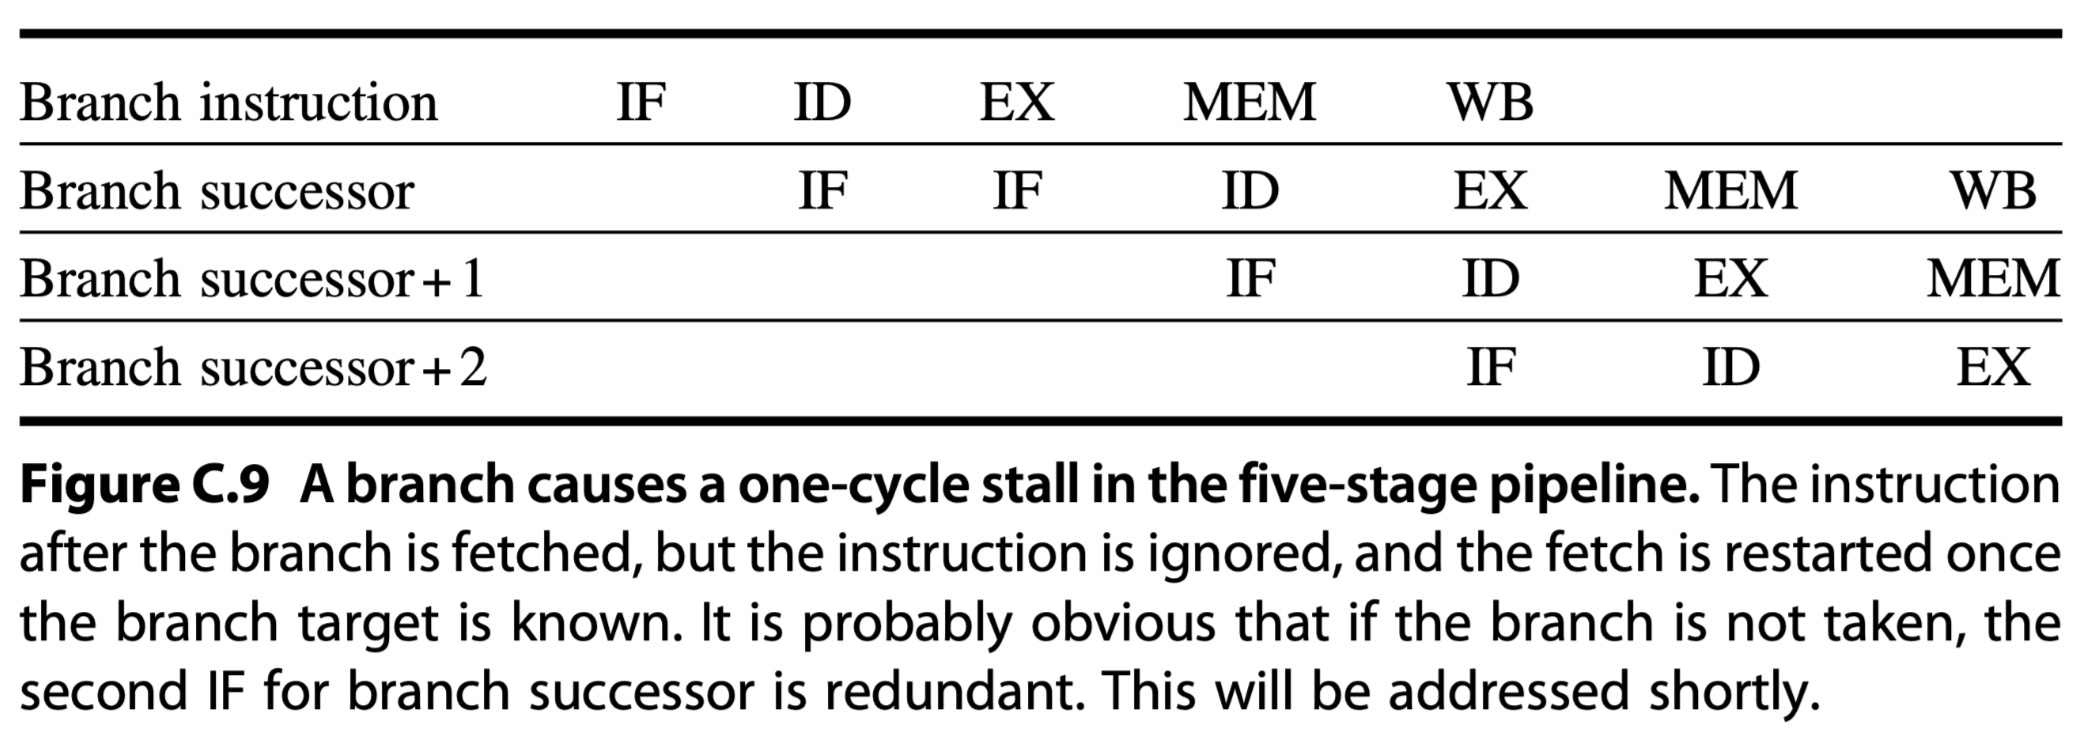 Branch instruction IF ID EX MEM WB
Branch successor IF IF ID EX MEM WB
Branch successor+1 IF ID EX MEM
Branch successor+2 IF ID EX
Figure C.9 A branch causes a one-cycle stall in the five-stage pipeline. The instruction
after the branch is fetched, but the instruction is ignored, and the fetch is restarted once
the branch target is known. It is probably obvious that if the branch is not taken, the
second IF for branch successor is redundant. This will be addressed shortly.